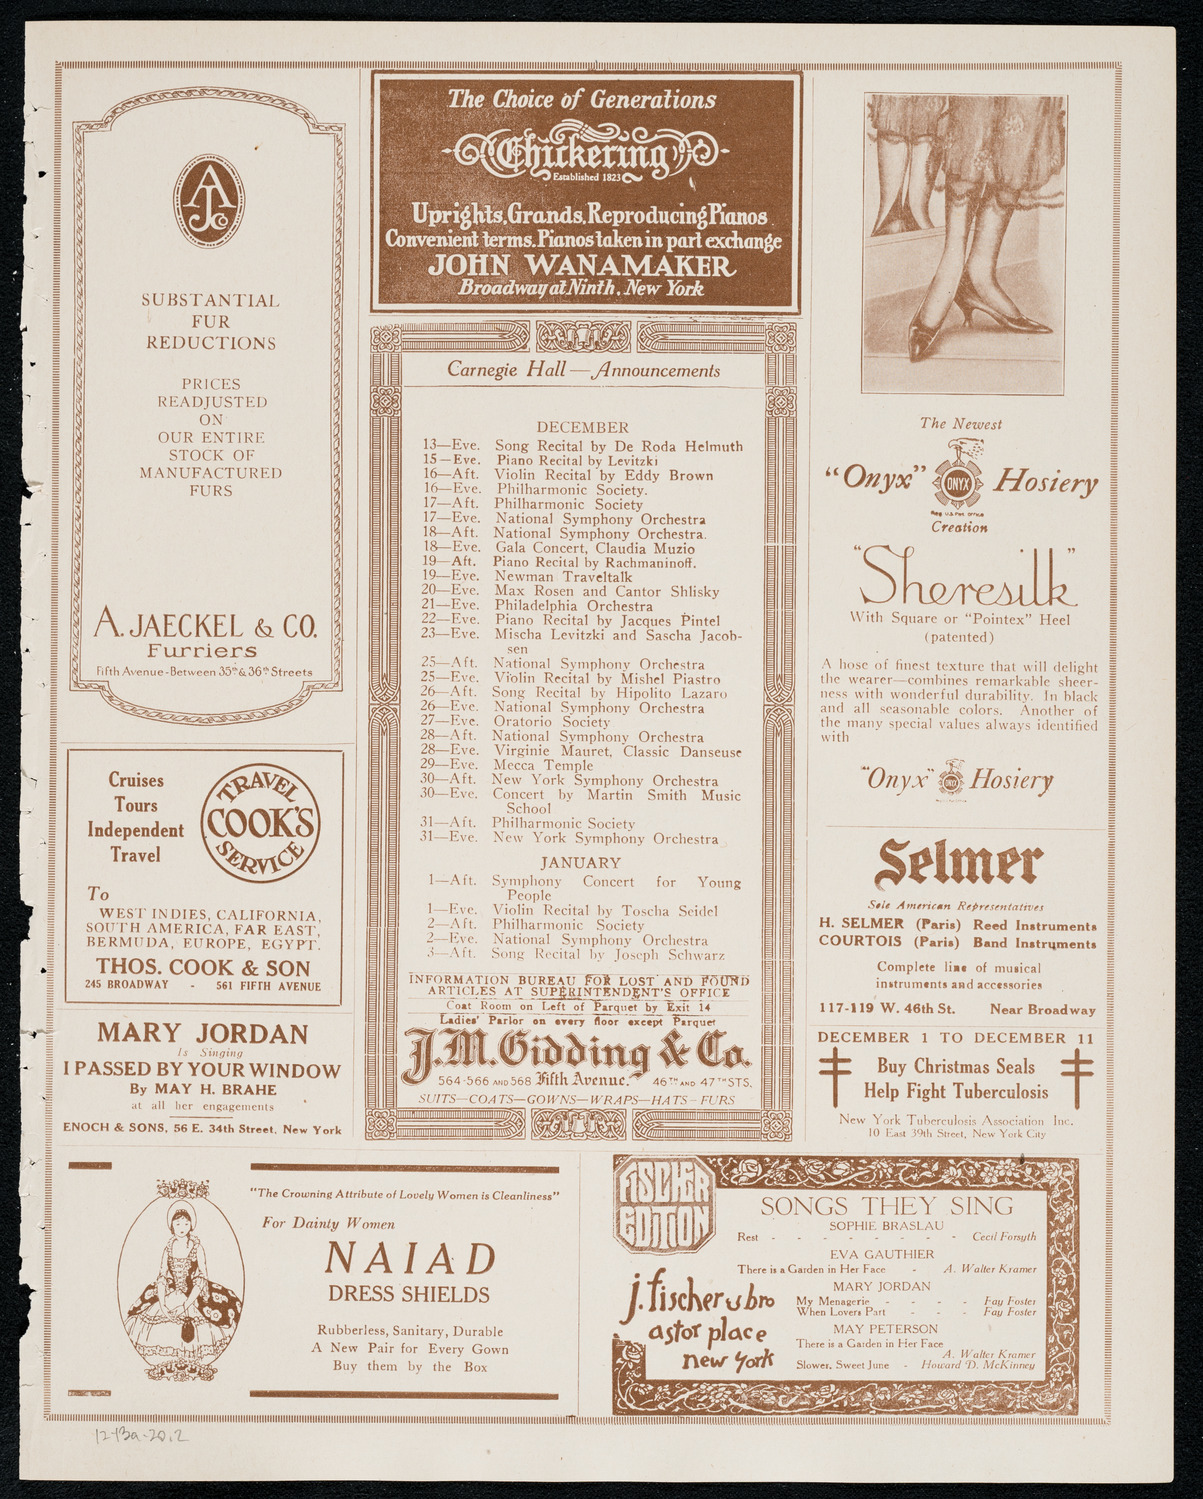 AJCo
SUBSTANTIAL
FUR
REDUCTIONS
PRICES
READJUSTED
ON
OUR ENTIRE
STOCK OF
MANUFACTURED
FURS
A. JAECKEL & CO.
Furriers
Fifth Avenue-Between 35th & 36th Streets
Cruises
Tours
Independent
Travel
TRAVEL
COOK'S
SERVICE
To
WEST INDIES, CALIFORNIA,
SOUTH AMERICA, FAR EAST,
BERMUDA, EUROPE, EGYPT.
THOS. COOK & SON
245 BROADWAY - 561 FIFTH AVENUE
MARY JORDAN
Is Singing
I PASSED BY YOUR WINDOW
By MAY H. BRAHE
at all her engagements
ENOCH & SONS, 56 E. 34th Street, New York
The Choice of Generations
Chickering
Established 1823
Uprights, Grands, Reproducing Pianos
Convenient terms. Pianos taken in part exchange
JOHN WANAMAKER
Broadway at Ninth, New York
Carnegie Hall—Announcements
DECEMBER
13—Eve. Song Recital by De Roda Helmuth
15—Eve. Piano Recital by Levitzki
16—Aft. Violin Recital by Eddy Brown
16—Eve. Philharmonic Society.
17—Aft. Philharmonic Society
17—Eve. National Symphony Orchestra
18—Aft. National Symphony Orchestra.
18—Eve. Gala Concert, Claudia Muzio
19—Aft. Piano Recital by Rachmaninoff.
19—Eve. Newman Traveltalk
20—Eve. Max Rosen and Cantor Shlisky
21—Eve. Philadelphia Orchestra
22—Eve. Piano Recital by Jacques Pintel
23—Eve. Mischa Levitzki and Sascha Jacob-
sen
25—Aft. National Symphony Orchestra
25—Eve. Violin Recital by Mishel Piastro
26—Aft. Song Recital by Hipolito Lazaro
26—Eve. National Symphony Orchestra
27—Eve. Oratorio Society
28—Aft. National Symphony Orchestra
28—Eve. Virginie Mauret, Classic Danseuse
29—Eve. Mecca Temple
30—Aft. New York Symphony Orchestra
30—Eve. Concert by Martin Smith Music
School
31—Aft. Philharmonic Society
31—Eve. New York Symphony Orchestra
JANUARY
1—Aft. Symphony Concert for Young
People
1—Eve. Violin Recital by Toscha Seidel
2—Aft. Philharmonic Society
2—Eve. National Symphony Orchestra
3—Aft. Song Recital by Joseph Schwarz
INFORMATION BUREAU FOR LOST AND FOUND
ARTICLES AT SUPERINTENDENT'S OFFICE
Coat Room on Left of Parquet by Exit 14
Ladies' Parlor on every floor except Parquet
J.M. Gidding & Co.
564-566 AND 568 Fifth Avenue. 46TH AND 47TH STS.
SUITS—COATS—GOWNS—WRAPS—HATS—FURS
The Newest
"Onyx" ONYX Hosiery
Reg U.S. Pat. Office
Creation
"Sheresilk"
With Square or "Pointex" Heel
(patented)
A hose of finest texture that will delight
the wearer—combines remarkable sheer-
ness with wonderful durability. In black
and all seasonable colors. Another of
the many special values always identified
with
"Onyx" ONYX Hosiery
Selmer
Sole American Representatives
H. SELMER (Paris) Reed Instruments
COURTOIS (Paris) Band Instruments
Complete line of musical
instruments and accessories
117-119 W. 46th St. Near Broadway
DECEMBER 1 TO DECEMBER 11
Buy Christmas Seals
Help Fight Tuberculosis
New York Tuberculosis Association Inc.
10 East 39th Street, New York City
"The Crowning Attribute of Lovely Women is Cleanliness"
For Dainty Women
NAIAD
DRESS SHIELDS
Rubberless, Sanitary, Durable
A New Pair for Every Gown
Buy them by the Box
FISCHER
EDITION
j. fischer & bro
astor place
new york
SONGS THEY SING
SOPHIE BRASLAU
Rest - - - - - - - - Cecil Forsyth
EVA GAUTHIER
There is a Garden in Her Face - A. Walter Kramer
MARY JORDAN
My Menagerie - - - - Fay Foster
When Lovers Part - - - - Fay Foster
MAY PETERSON
There is a Garden in Her Face
A. Walter Kramer
Slower, Sweet June - Howard D. McKinney
12-13a-20.2